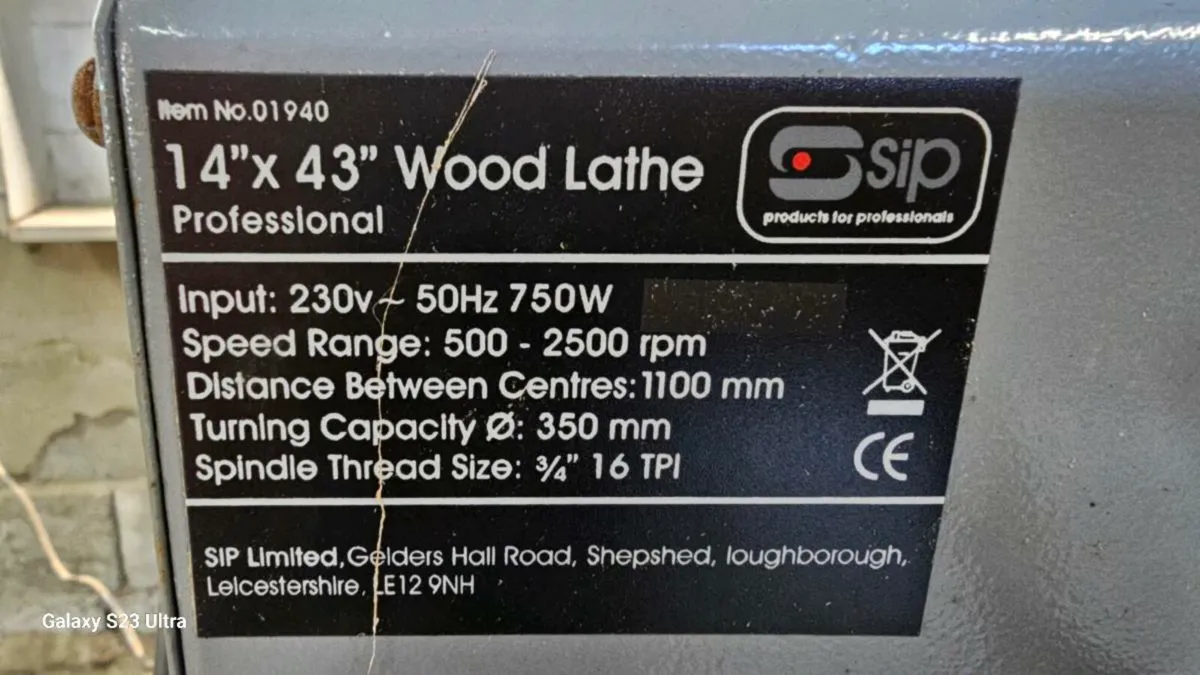 Item No.01940
14”x 43” Wood Lathe
Professional
sip
products for professionals
Input: 230v~ 50Hz 750W
Speed Range: 500 - 2500 rpm
Distance Between Centres: 1100 mm
Turning Capacity Ø: 350 mm
Spindle Thread Size: ¾” 16 TPI
CE
SIP Limited, Gelders Hall Road, Shepshed, loughborough,
Leicestershire, LE12 9NH
Galaxy S23 Ultra